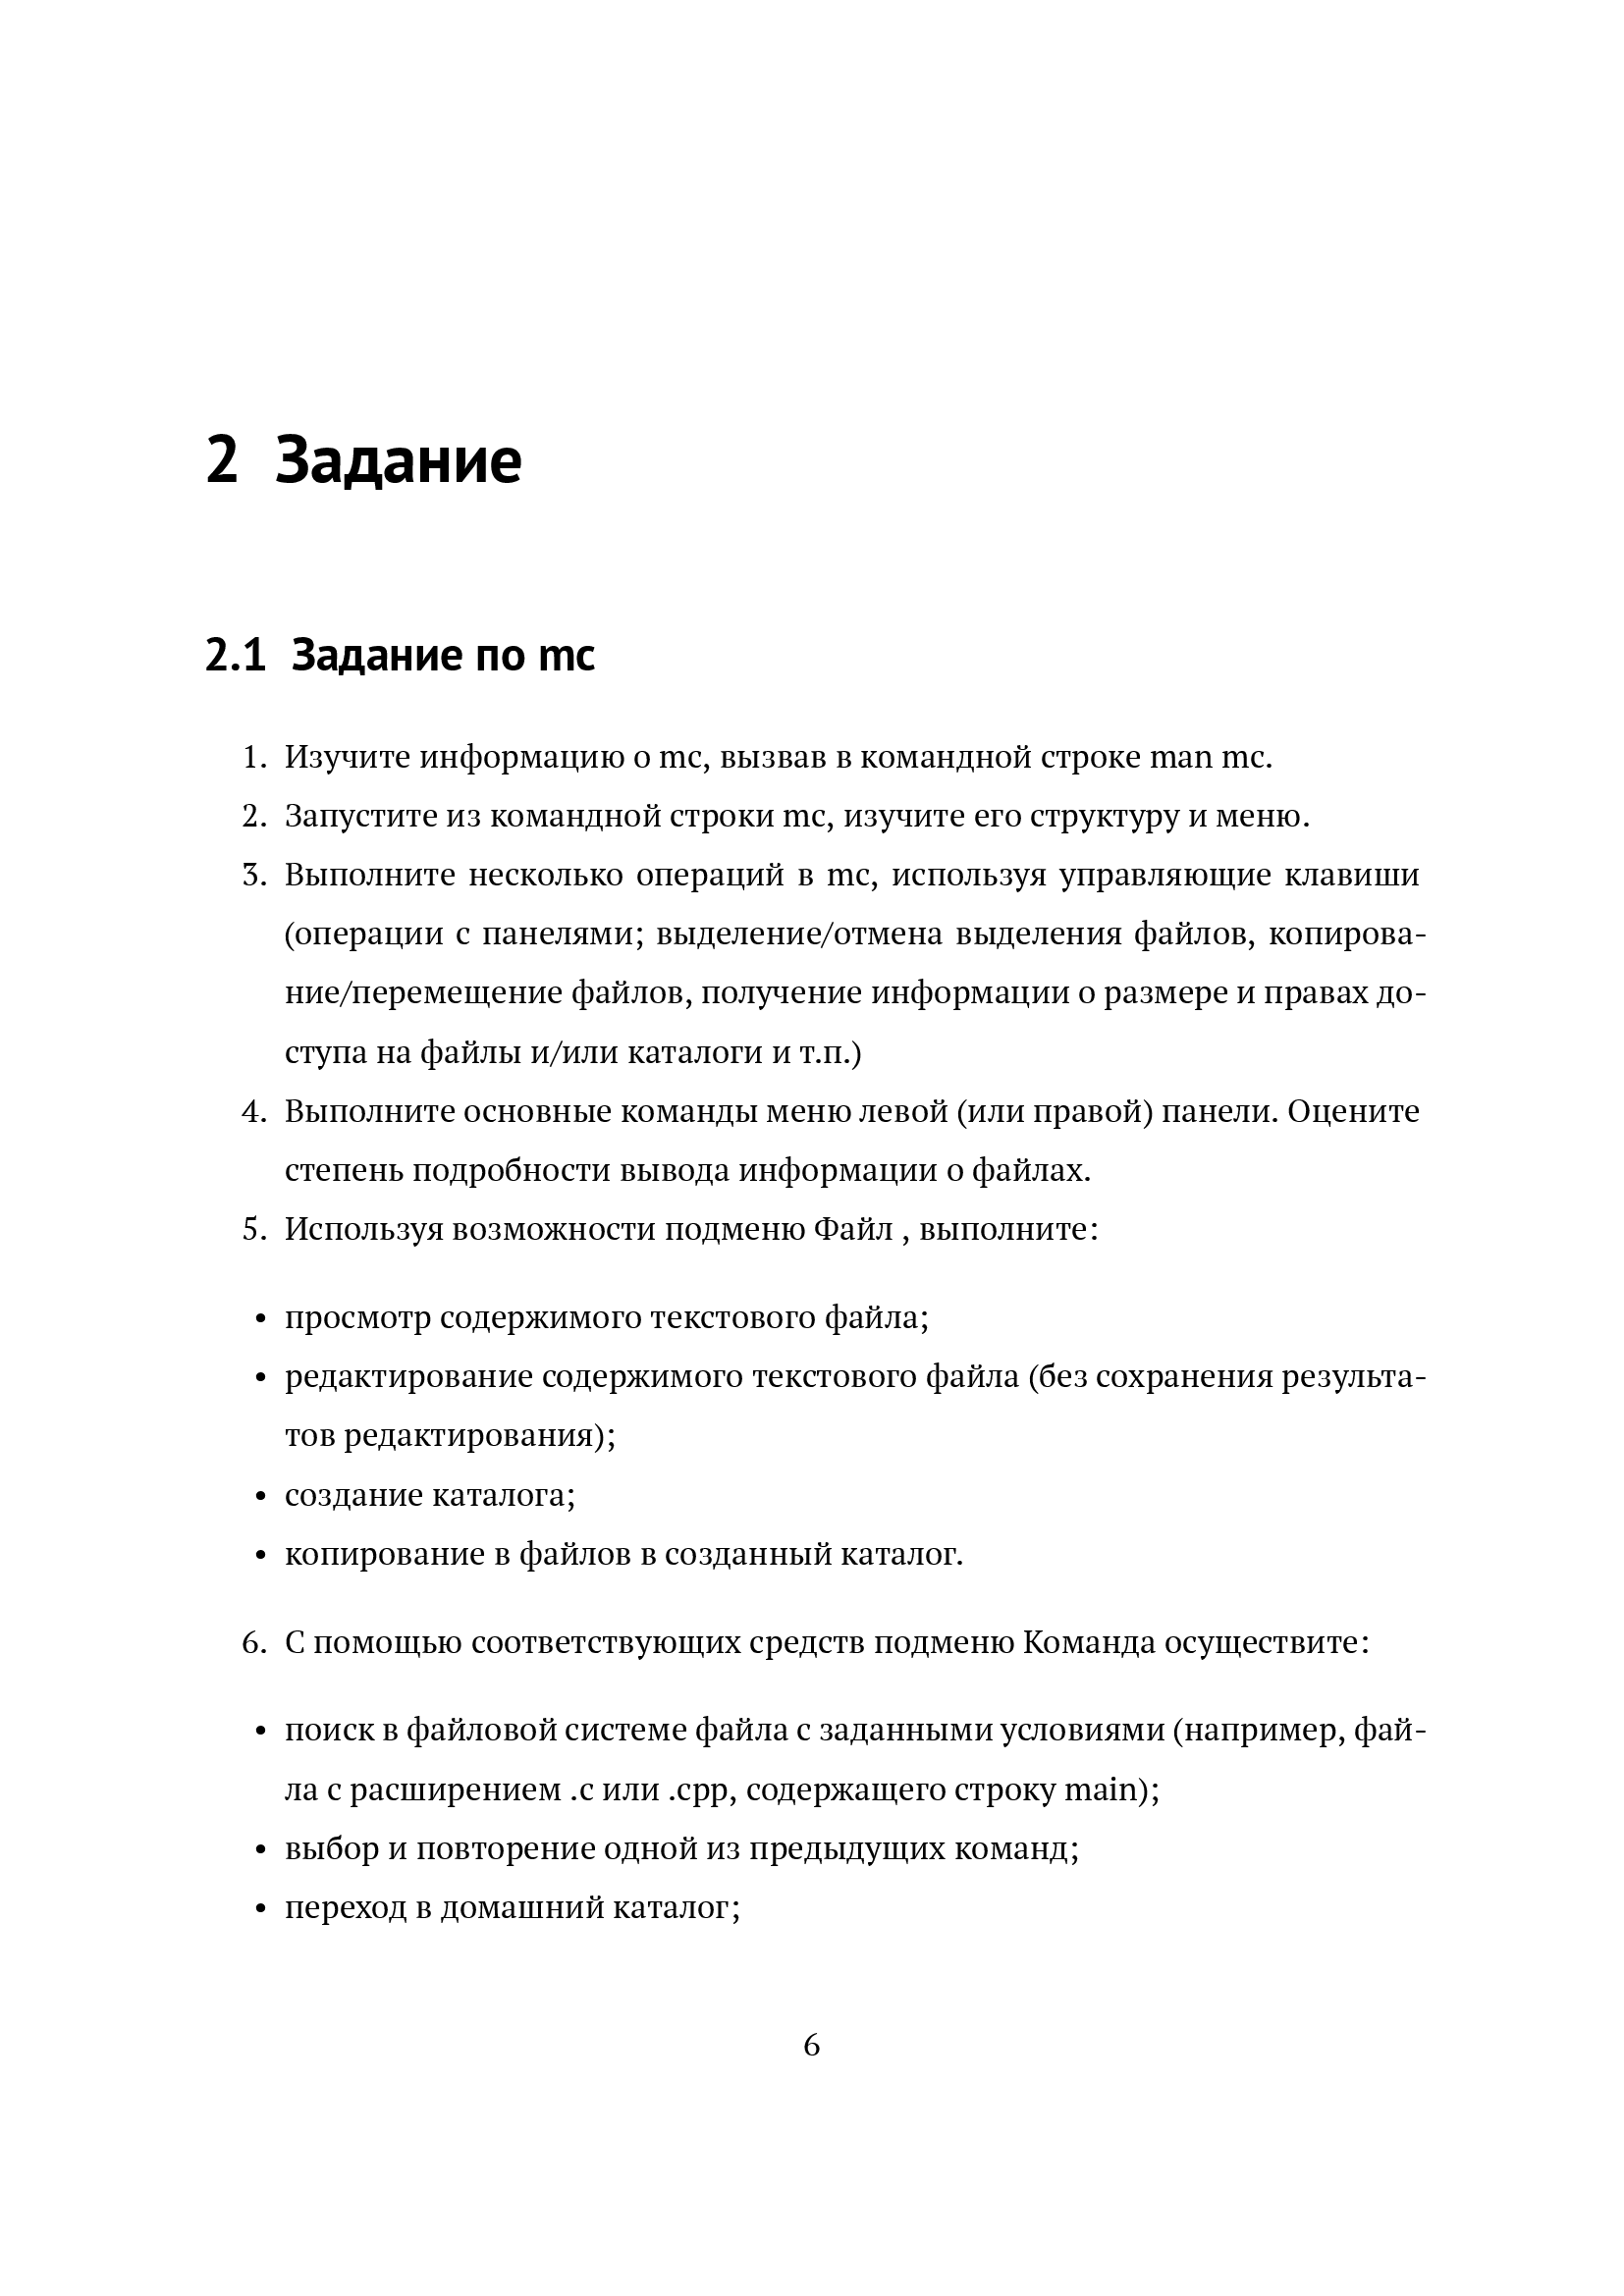 2 Задание
2.1 Задание по mc
1. Изучите информацию о mc, вызвав в командной строке man mc.
2. Запустите из командной строки mc, изучите его структуру и меню.
3. Выполните несколько операций в mc, используя управляющие клавиши
(операции с панелями; выделение/отмена выделения файлов, копирова-
ние/перемещение файлов, получение информации о размере и правах до-
ступа на файлы и/или каталоги и т.п.)
4. Выполните основные команды меню левой (или правой) панели. Оцените
степень подробности вывода информации о файлах.
5. Используя возможности подменю Файл , выполните:
• просмотр содержимого текстового файла;
• редактирование содержимого текстового файла (без сохранения результа-
тов редактирования);
• создание каталога;
• копирование в файлов в созданный каталог.
6. С помощью соответствующих средств подменю Команда осуществите:
• поиск в файловой системе файла с заданными условиями (например, фай-
ла с расширением .c или .cpp, содержащего строку main);
• выбор и повторение одной из предыдущих команд;
• переход в домашний каталог;
6